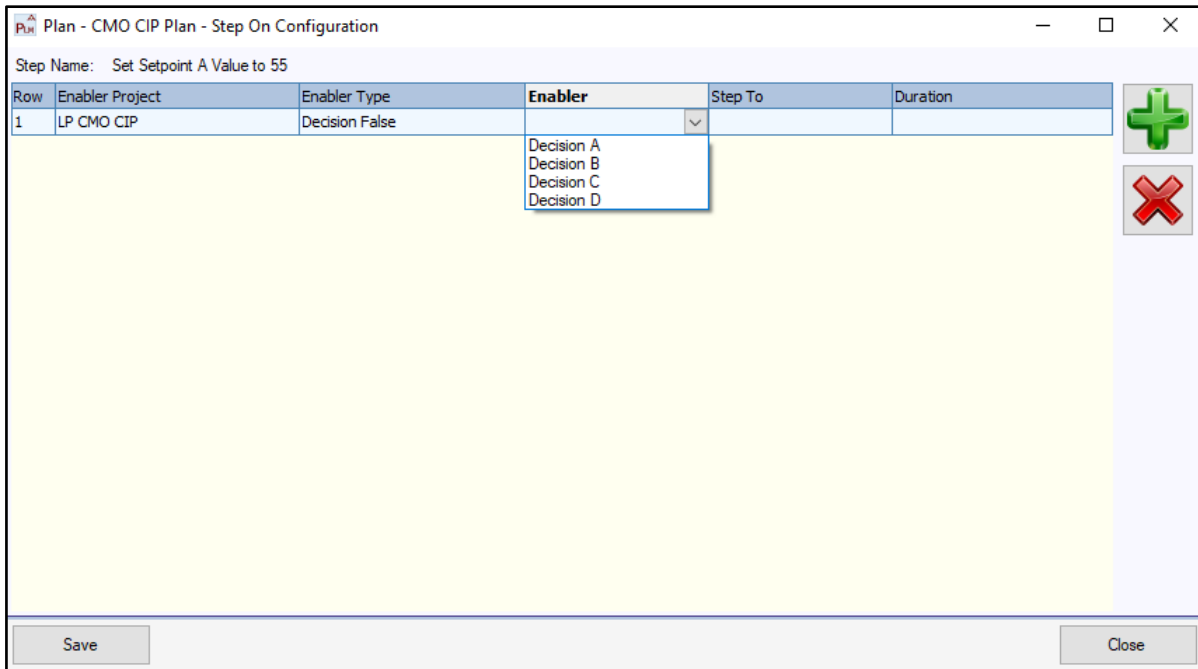 PLM Plan - CMO CIP Plan - Step On Configuration
Step Name: Set Setpoint A Value to 55
Row Enabler Project Enabler Type Enabler Step To Duration
1 LP CMO CIP Decision False
Decision A
Decision B
Decision C
Decision D
Save Close